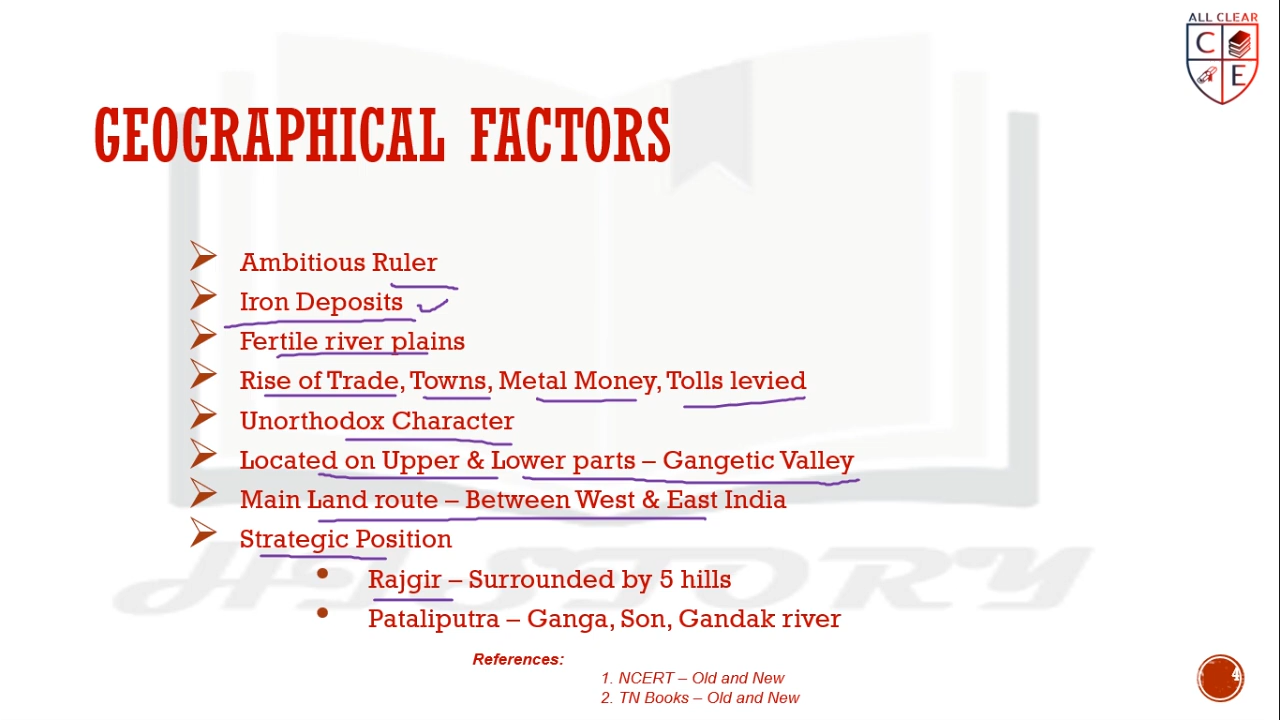 ALL CLEAR
C
E
GEOGRAPHICAL FACTORS
Ambitious Ruler
Iron Deposits
Fertile river plains
Rise of Trade, Towns, Metal Money, Tolls levied
Unorthodox Character
Located on Upper & Lower parts – Gangetic Valley
Main Land route – Between West & East India
Strategic Position
Rajgir – Surrounded by 5 hills
Pataliputra – Ganga, Son, Gandak river
HISTORY
References:
1. NCERT – Old and New
2. TN Books – Old and New
4